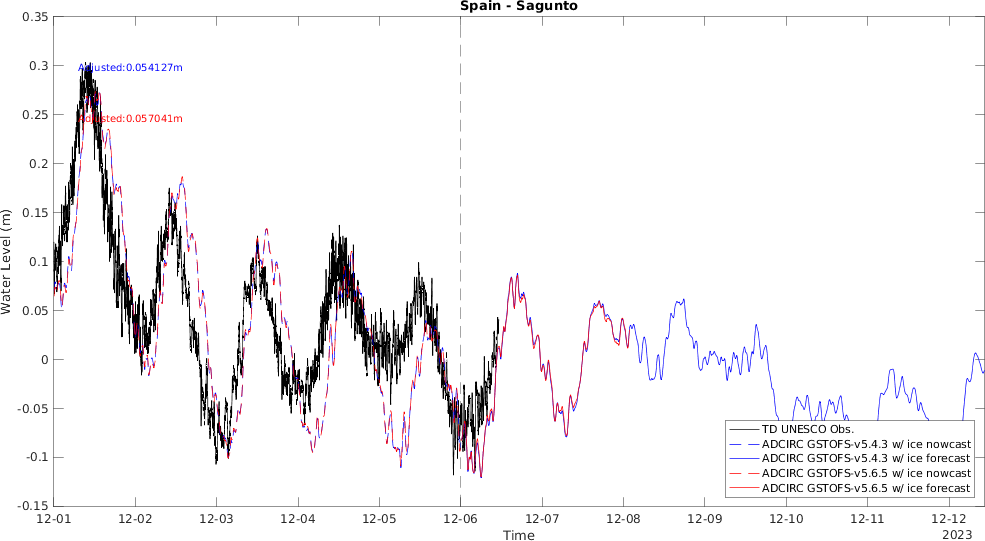 Spain - Sagunto
0.35
0.3
0.25
0.2
0.15
0.1
0.05
0
-0.05
-0.1
-0.15
Water Level (m)
Adjusted:0.054127m
Adjusted:0.057041m
TD UNESCO Obs.
ADCIRC GSTOFS-v5.4.3 w/ ice nowcast
ADCIRC GSTOFS-v5.4.3 w/ ice forecast
ADCIRC GSTOFS-v5.6.5 w/ ice nowcast
ADCIRC GSTOFS-v5.6.5 w/ ice forecast
12-01 12-02 12-03 12-04 12-05 12-06 12-07 12-08 12-09 12-10 12-11 12-12
Time
2023